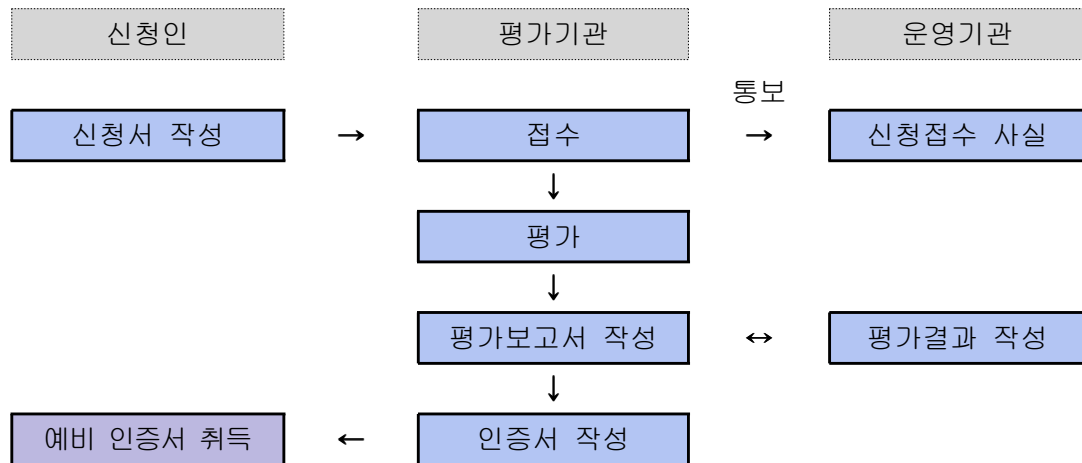 신청인
평가기관
운영기관
통보
신청서 작성
→
접수
→
신청접수 사실
↓
평가
↓
평가보고서 작성
↔
평가결과 작성
↓
예비 인증서 취득
←
인증서 작성